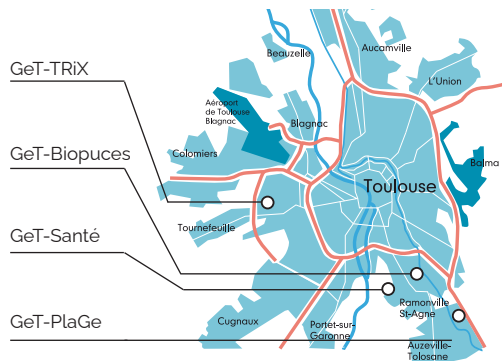 GeT-TRiX
GeT-Biopuces
GeT-Santé
GeT-PlaGe
Beauzelle
Aucamville
L'Union
Aéroport
de Toulouse
Blagnac
Blagnac
Colomiers
Balma
Toulouse
Tournefeuille
Cugnaux
Portet-sur-
Garonne
Ramonville
St-Agne
Auzeville-
Tolosane